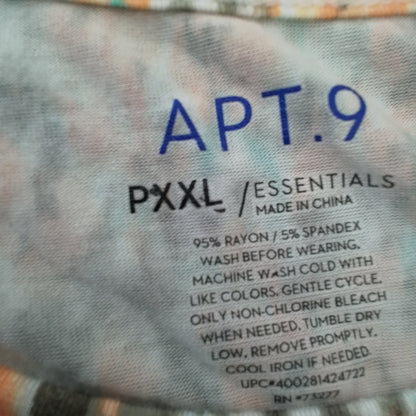 APT.9
PXXL / ESSENTIALS
MADE IN CHINA
95% RAYON / 5% SPANDEX
WASH BEFORE WEARING.
MACHINE WASH COLD WITH
LIKE COLORS, GENTLE CYCLE.
ONLY NON-CHLORINE BLEACH
WHEN NEEDED. TUMBLE DRY
LOW. REMOVE PROMPTLY.
COOL IRON IF NEEDED.
UPC#400281424722
RN #73277